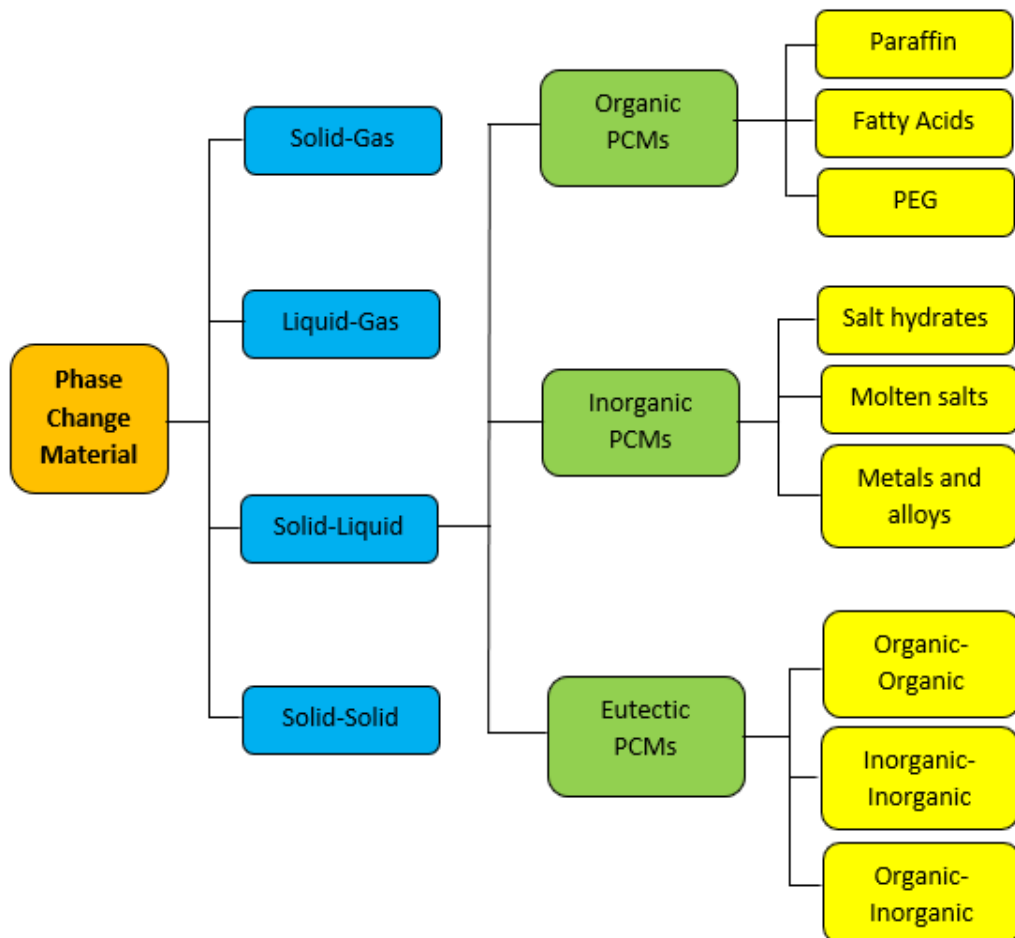 Phase
Change
Material
Solid-Gas
Liquid-Gas
Solid-Liquid
Solid-Solid
Organic
PCMs
Inorganic
PCMs
Eutectic
PCMs
Paraffin
Fatty Acids
PEG
Salt hydrates
Molten salts
Metals and
alloys
Organic-
Organic
Inorganic-
Inorganic
Organic-
Inorganic